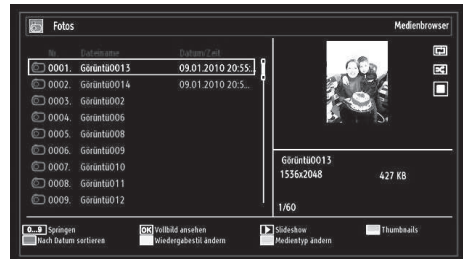 Fotos Medienbrowser
Nr. Dateiname Datum/Zeit
0001. Görüntü0013 09.01.2010 20:55:.
0002. Görüntü0014 09.01.2010 20:5...
0003. Görüntü002
0004. Görüntü006
0005. Görüntü008
0006. Görüntü009
0007. Görüntü010
0008. Görüntü011
0009. Görüntü012
Görüntü0013
1536x2048 427 KB
1/60
0...9 Springen OK Vollbild ansehen Slideshow Thumbnails
Nach Datum sortieren Wiedergabestil ändern Medientyp ändern